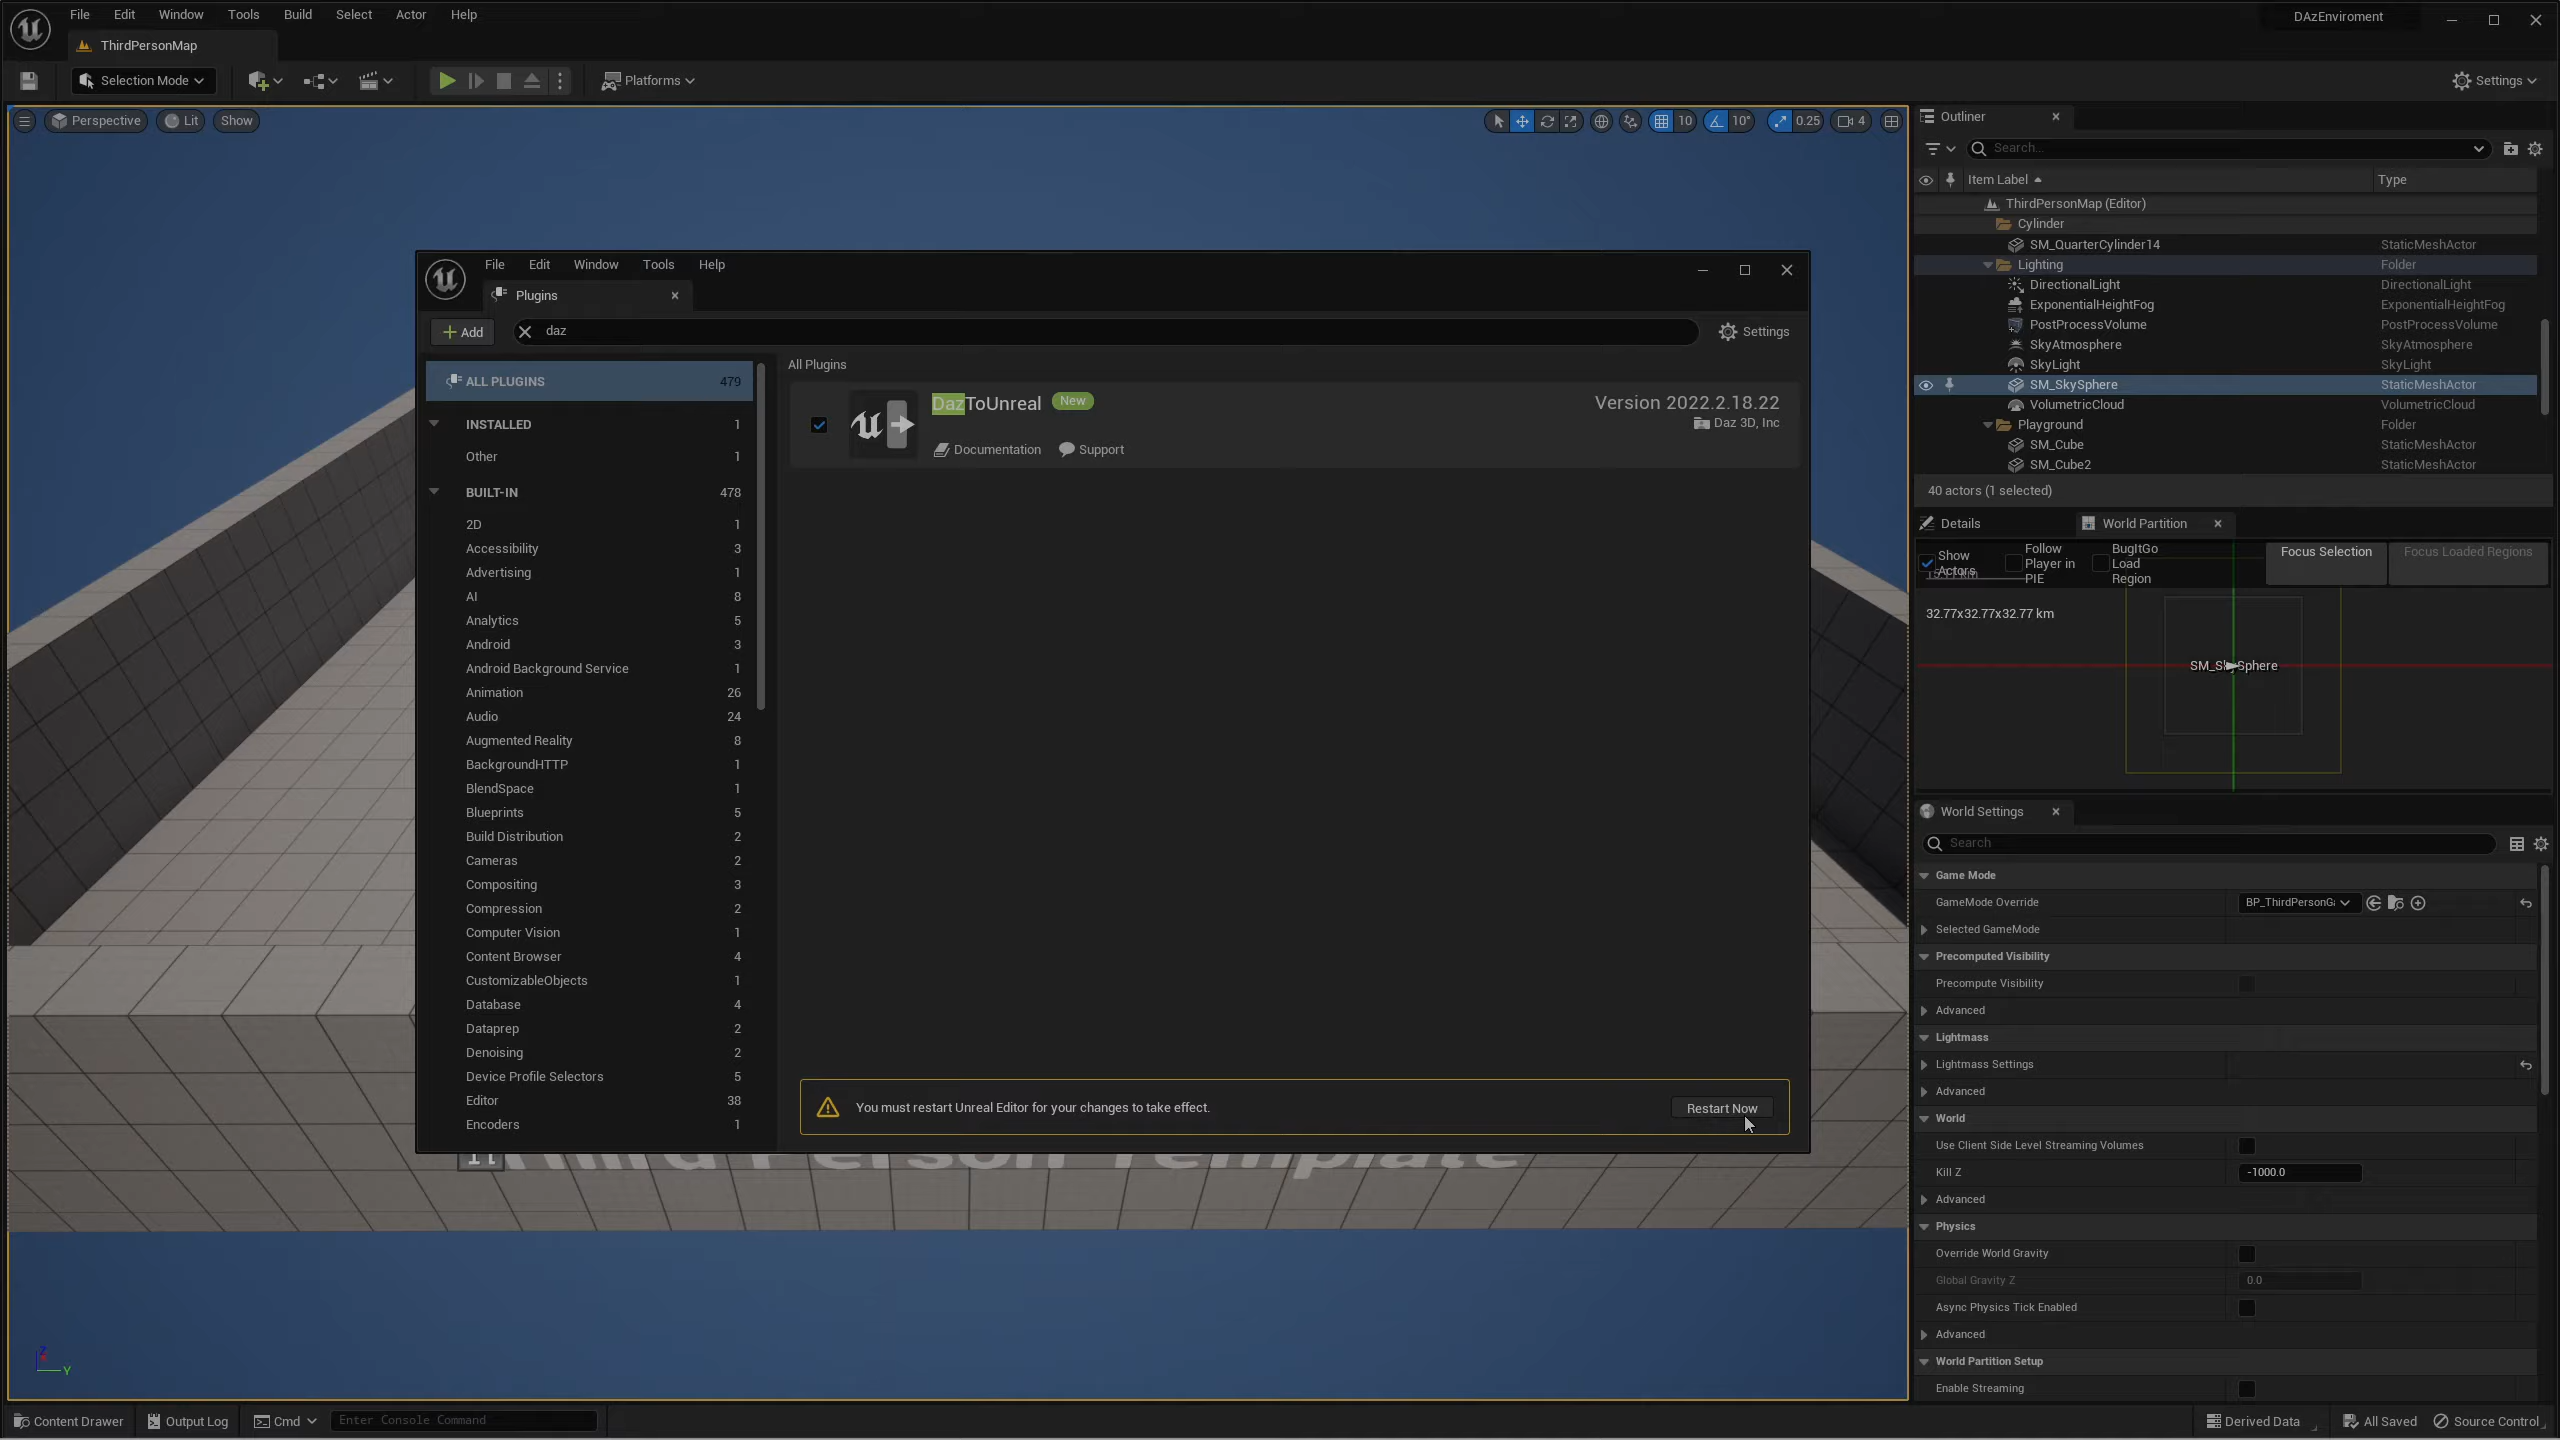 File Edit Window Tools Build Select Actor Help
DAzEnviroment
ThirdPersonMap
Selection Mode
Platforms
Settings
Perspective
Lit
Show
10
10°
0.25
4
Outliner
Search...
Item Label
Type
ThirdPersonMap (Editor)
Cylinder
SM_QuarterCylinder14 StaticMeshActor
Lighting Folder
DirectionalLight DirectionalLight
ExponentialHeightFog ExponentialHeightFog
PostProcessVolume PostProcessVolume
SkyAtmosphere SkyAtmosphere
SkyLight SkyLight
SM_SkySphere StaticMeshActor
VolumetricCloud VolumetricCloud
Playground Folder
SM_Cube StaticMeshActor
SM_Cube2 StaticMeshActor
40 actors (1 selected)
File Edit Window Tools Help
Plugins
Add
daz
Settings
ALL PLUGINS 479
INSTALLED 1
Other 1
BUILT-IN 478
2D 1
Accessibility 3
Advertising 1
AI 8
Analytics 5
Android 3
Android Background Service 1
Animation 26
Audio 24
Augmented Reality 8
BackgroundHTTP 1
BlendSpace 1
Blueprints 5
Build Distribution 2
Cameras 2
Compositing 3
Compression 2
Computer Vision 1
Content Browser 4
CustomizableObjects 1
Database 4
Dataprep 2
Denoising 2
Device Profile Selectors 5
Editor 38
Encoders 1
All Plugins
DazToUnreal New
Version 2022.2.18.22
Daz 3D, Inc
Documentation
Support
You must restart Unreal Editor for your changes to take effect.
Restart Now
Third Person Template
Details
World Partition
Show Actors
Follow Player in PIE
BugItGo Load Region
Focus Selection
Focus Loaded Regions
32.77x32.77x32.77 km
SM_SkySphere
World Settings
Search
Game Mode
GameMode Override BP_ThirdPersonGa
Selected GameMode
Precomputed Visibility
Precompute Visibility
Advanced
Lightmass
Lightmass Settings
Advanced
World
Use Client Side Level Streaming Volumes
Kill Z -1000.0
Advanced
Physics
Override World Gravity
Global Gravity Z 0.0
Async Physics Tick Enabled
Advanced
World Partition Setup
Enable Streaming
Z
Y
Content Drawer
Output Log
Cmd
Enter Console Command
Derived Data
All Saved
Source Control